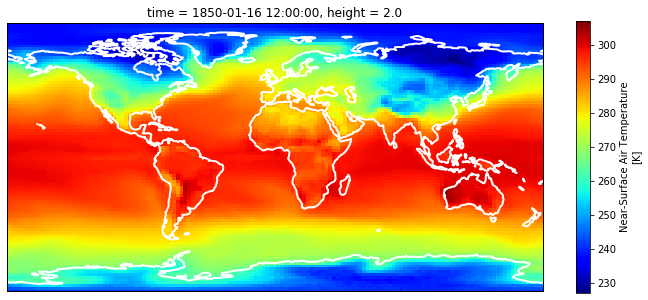 time = 1850-01-16 12:00:00, height = 2.0
300
290
280
270
260
250
240
230
Near-Surface Air Temperature
[K]